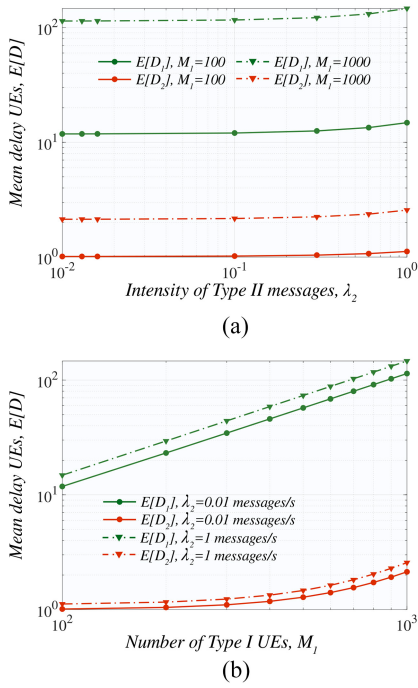 Mean delay UEs, E[D]
10²
10¹
10⁰
E[D₁], M₁=100
E[D₁], M₁=1000
E[D₂], M₁=100
E[D₂], M₁=1000
10⁻²
10⁻¹
10⁰
Intensity of Type II messages, λ₂
(a)
Mean delay UEs, E[D]
10²
10¹
10⁰
E[D₁], λ₂=0.01 messages/s
E[D₂], λ₂=0.01 messages/s
E[D₁], λ₂=1 messages/s
E[D₂], λ₂=1 messages/s
10²
10³
Number of Type I UEs, M₁
(b)